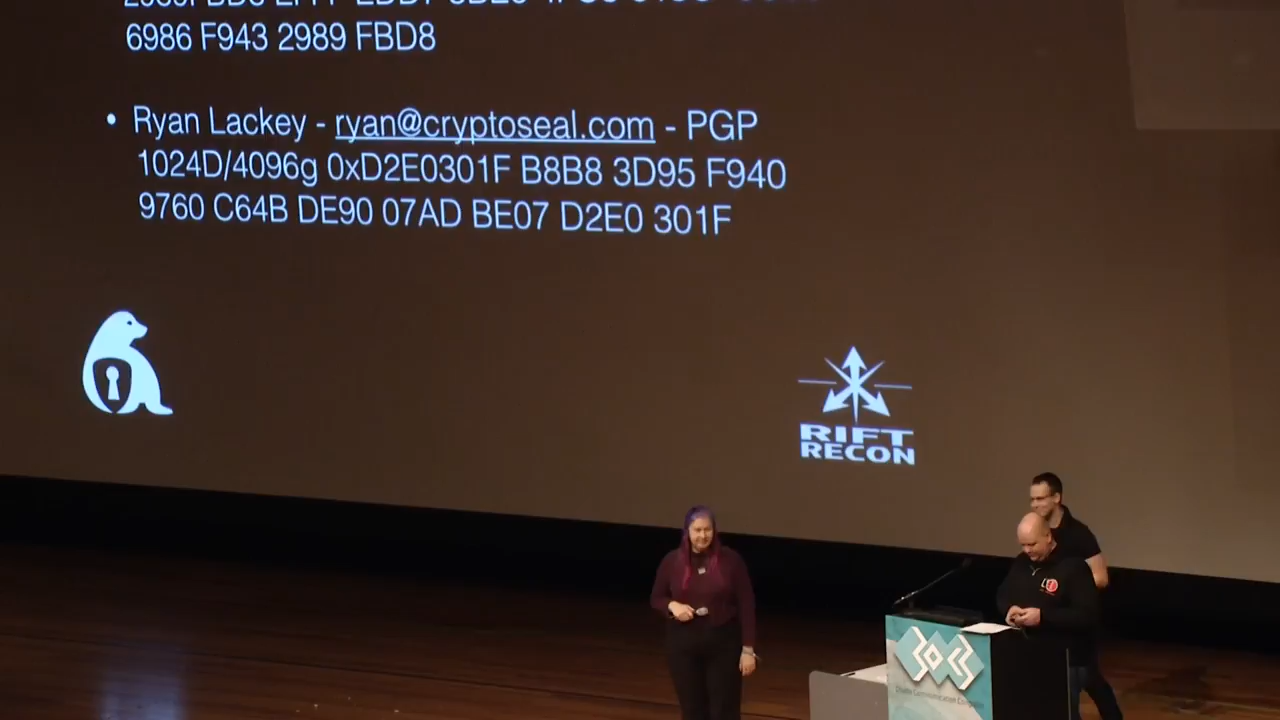 6986 F943 2989 FBD8
• Ryan Lackey - ryan@cryptoseal.com - PGP
1024D/4096g 0xD2E0301F B8B8 3D95 F940
9760 C64B DE90 07AD BE07 D2E0 301F
RIFT
RECON
30C3